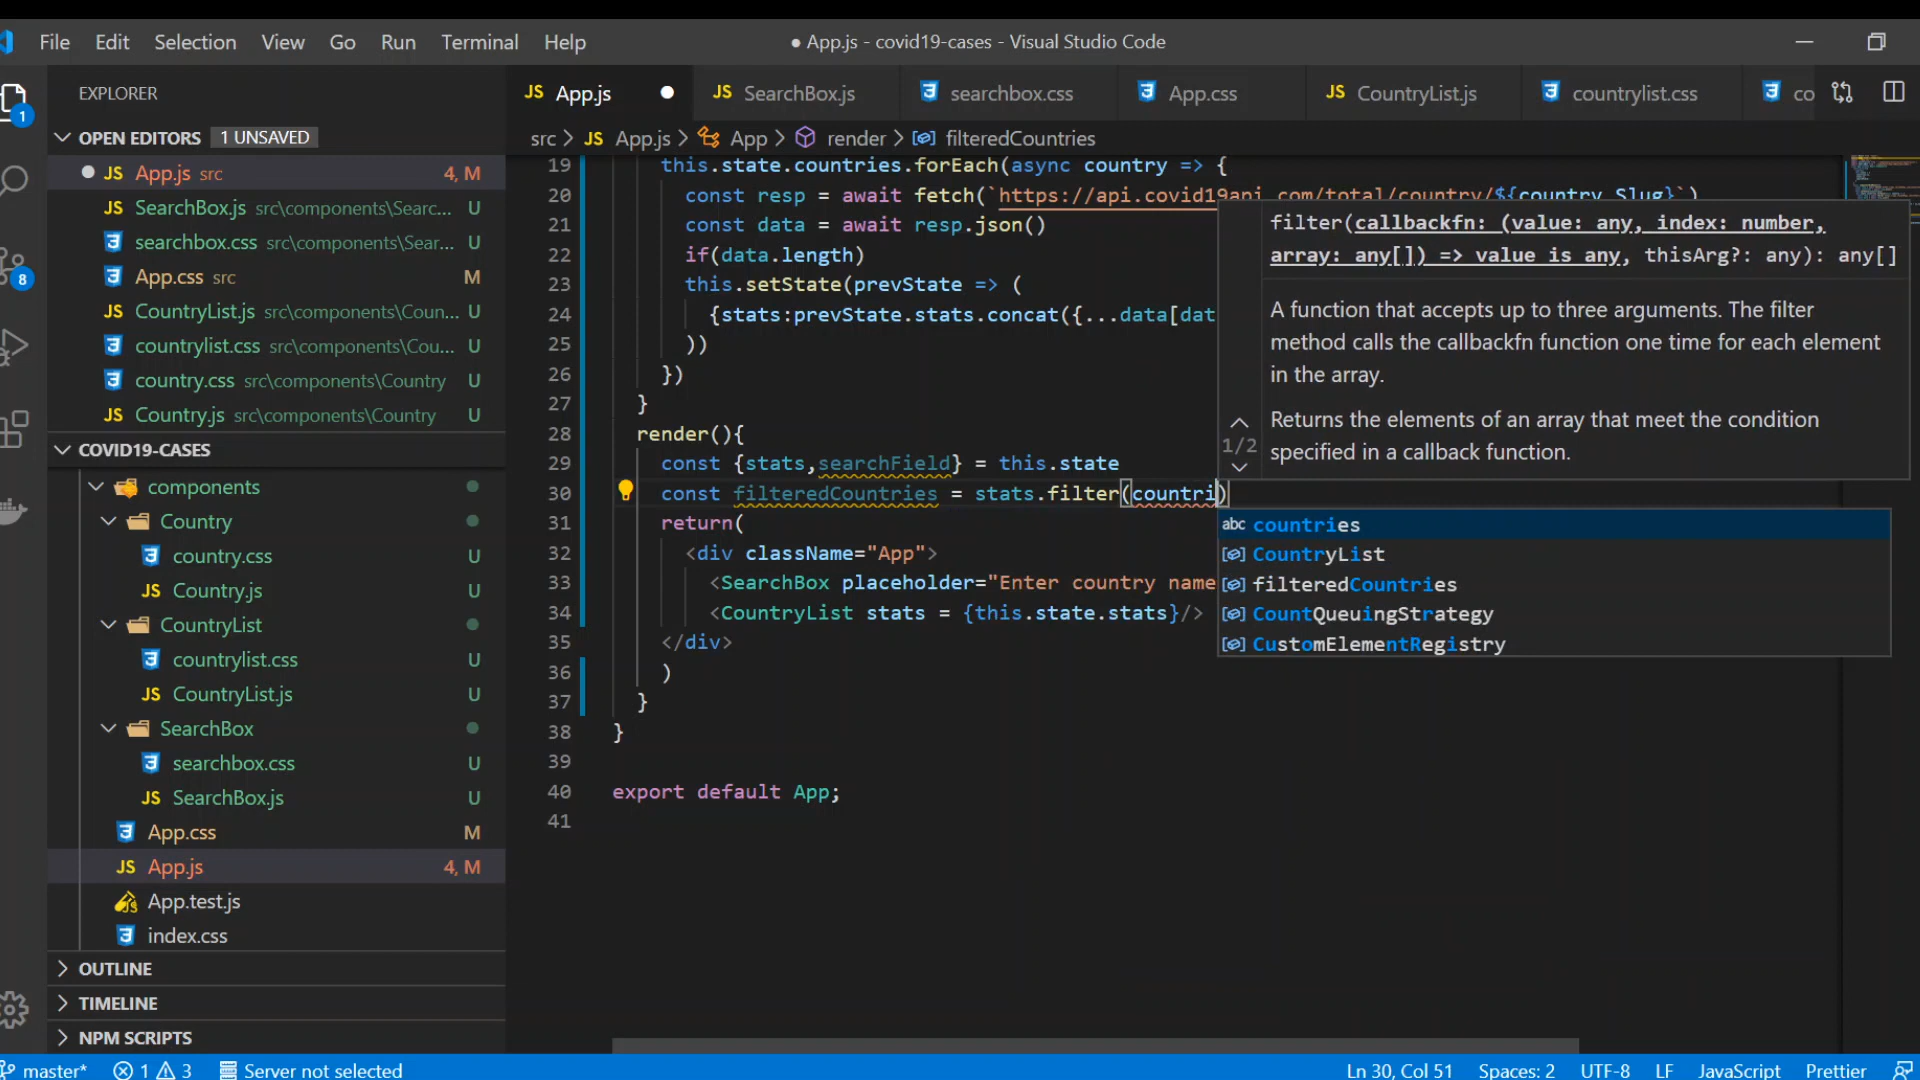 File Edit Selection View Go Run Terminal Help
● App.js - covid19-cases - Visual Studio Code
EXPLORER
1
OPEN EDITORS 1 UNSAVED
App.js src 4, M
SearchBox.js src\components\Searc... U
searchbox.css src\components\Sear... U
App.css src M
CountryList.js src\components\Coun... U
countrylist.css src\components\Cou... U
country.css src\components\Country U
Country.js src\components\Country U
8
COVID19-CASES
components
Country
country.css U
Country.js U
CountryList
countrylist.css U
CountryList.js U
SearchBox
searchbox.css U
SearchBox.js U
App.css M
App.js 4, M
App.test.js
index.css
OUTLINE
TIMELINE
NPM SCRIPTS
JS App.js JS SearchBox.js searchbox.css App.css JS CountryList.js countrylist.css co
src > JS App.js > App > render > filteredCountries
19 this.state.countries.forEach(async country => {
20 const resp = await fetch(`https://api.covid19api.com/total/country/${country.Slug}`)
21 const data = await resp.json()
22 if(data.length)
23 this.setState(prevState => (
24 {stats:prevState.stats.concat({...data[dat
25 ))
26 })
27 }
28 render(){
29 const {stats,searchField} = this.state
30 const filteredCountries = stats.filter(countri)
31 return(
32 <div className="App">
33 <SearchBox placeholder="Enter country name
34 <CountryList stats = {this.state.stats}/>
35 </div>
36 )
37 }
38 }
39
40 export default App;
41
filter(callbackfn: (value: any, index: number,
array: any[]) => value is any, thisArg?: any): any[]
A function that accepts up to three arguments. The filter
method calls the callbackfn function one time for each element
in the array.
1/2
Returns the elements of an array that meet the condition
specified in a callback function.
abc countries
CountryList
filteredCountries
CountQueuingStrategy
CustomElementRegistry
master* 1 3 Server not selected
Ln 30, Col 51 Spaces: 2 UTF-8 LF JavaScript Prettier